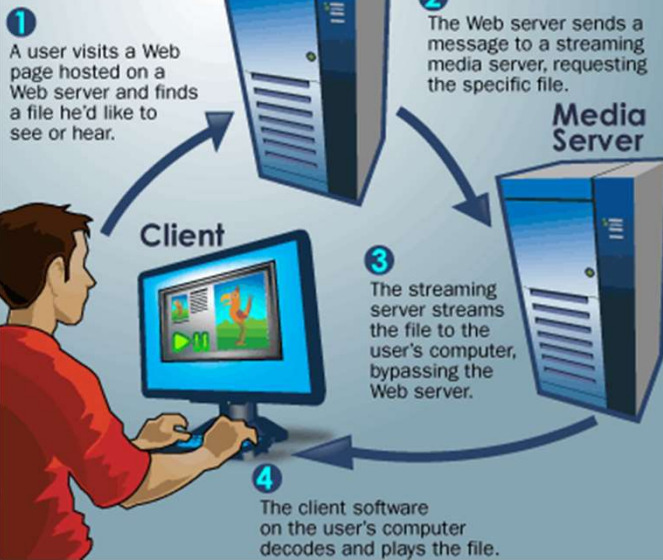 1
A user visits a Web
page hosted on a
Web server and finds
a file he'd like to
see or hear.
2
The Web server sends a
message to a streaming
media server, requesting
the specific file.
Media
Server
Client
3
The streaming
server streams
the file to the
user's computer,
bypassing the
Web server.
4
The client software
on the user's computer
decodes and plays the file.